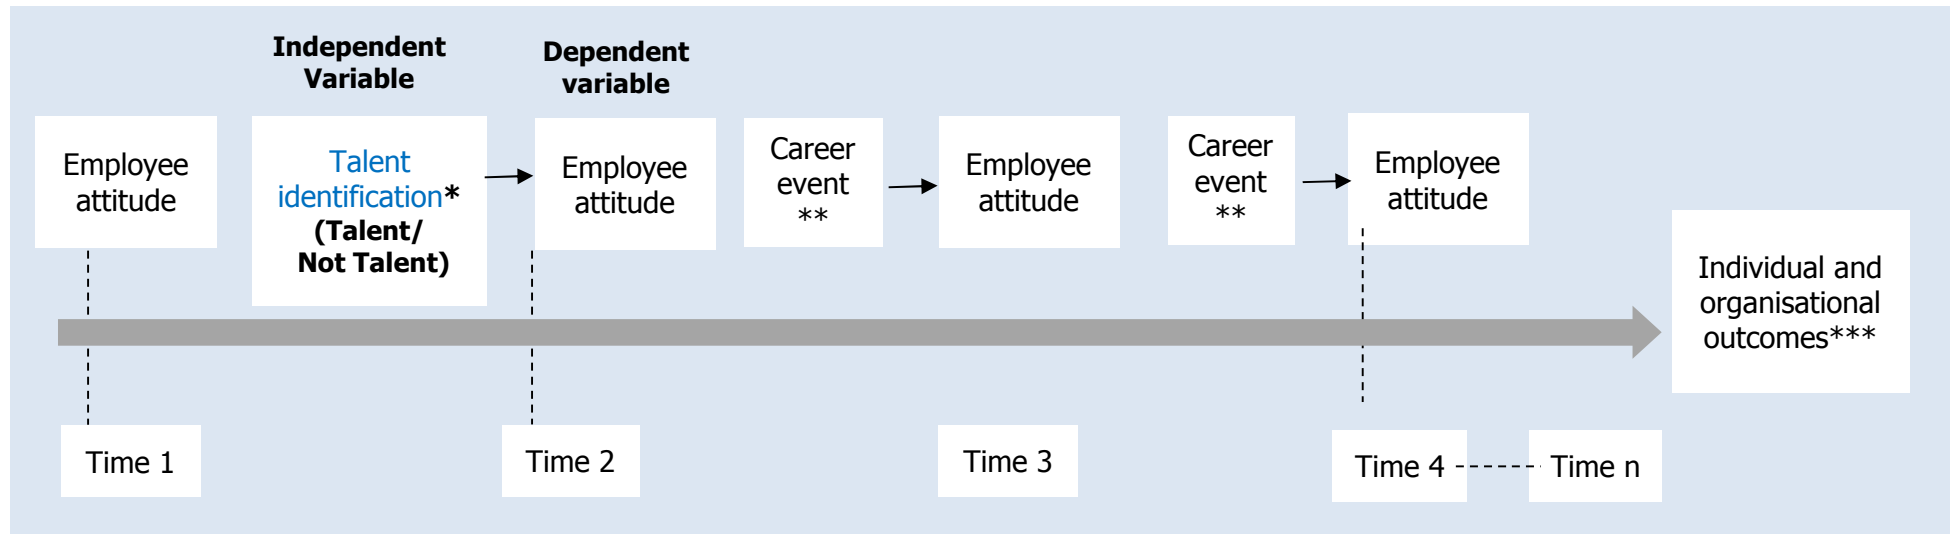 Independent
Variable
Dependent
variable
Employee
attitude
Talent
identification*
(Talent/
Not Talent)
Employee
attitude
Career
event
**
Employee
attitude
Career
event
**
Employee
attitude
Individual and
organisational
outcomes***
Time 1
Time 2
Time 3
Time 4
Time n